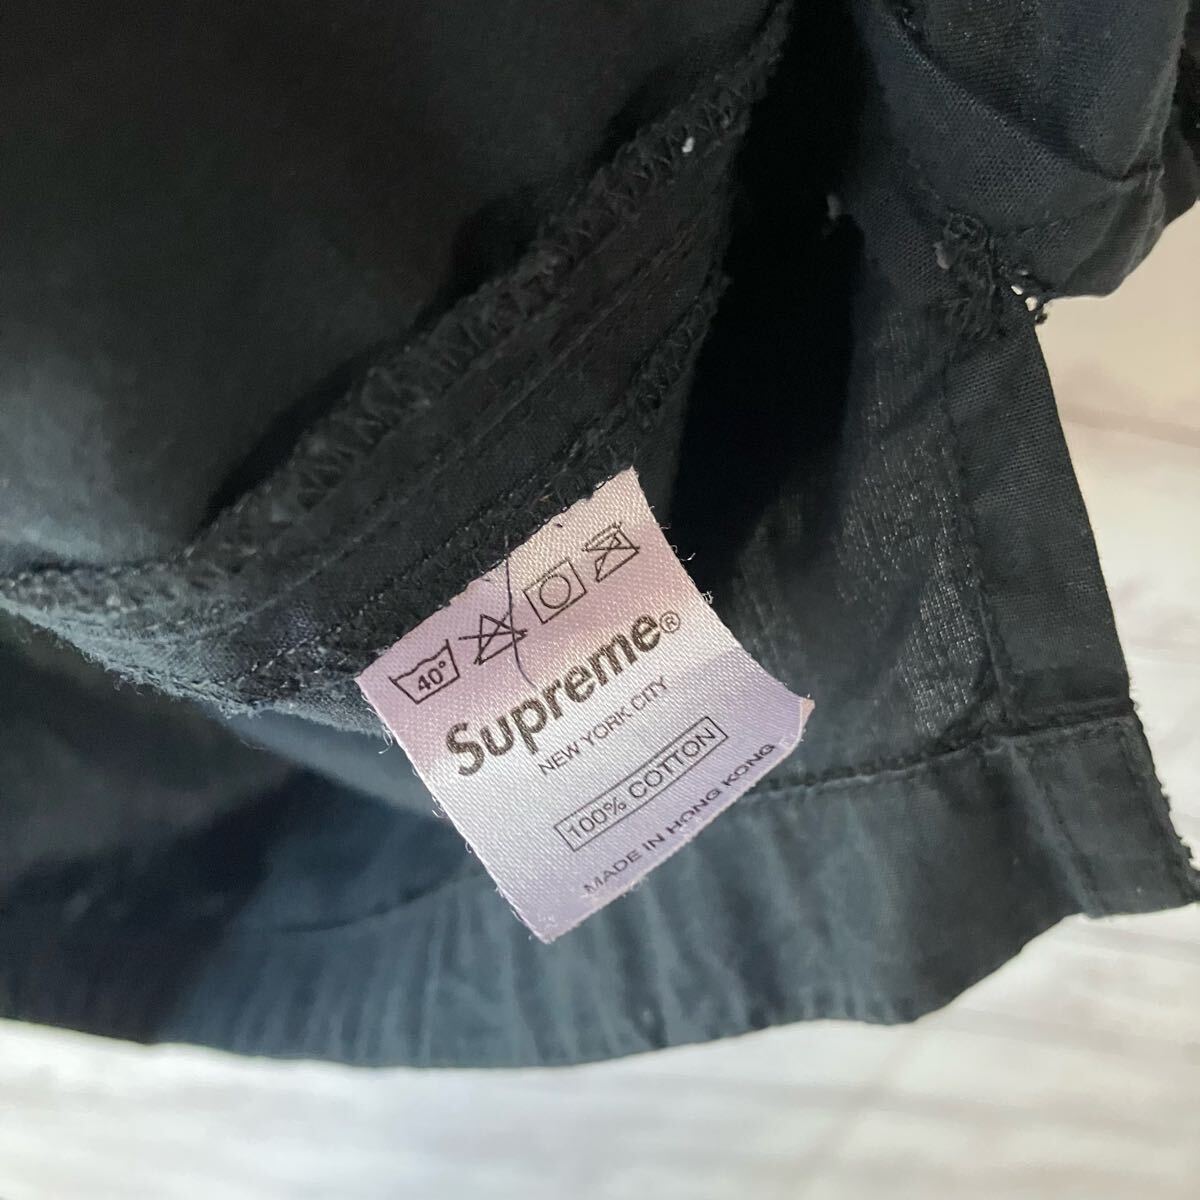 40°
Supreme®
NEW YORK CITY
100% COTTON
MADE IN HONG KONG